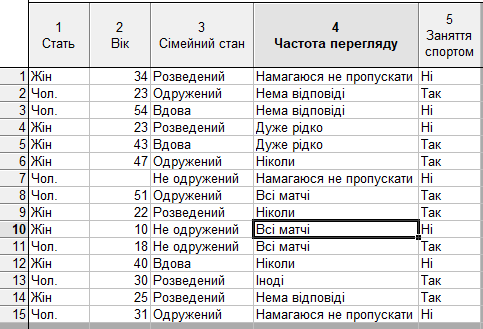 1 2 3 4 5
Стать Вік Сімейний стан Частота перегляду Заняття спортом
1 Жін 34 Розведений Намагаюся не пропускати Ні
2 Чол. 23 Одружений Нема відповіді Так
3 Чол. 54 Вдова Нема відповіді Ні
4 Жін 23 Розведений Дуже рідко Ні
5 Жін 43 Вдова Дуже рідко Так
6 Жін 47 Одружений Ніколи Так
7 Чол. Не одружений Намагаюся не пропускати Ні
8 Чол. 51 Одружений Всі матчі Так
9 Жін 22 Розведений Ніколи Так
10 Жін 10 Не одружений Всі матчі Ні
11 Чол. 18 Не одружений Всі матчі Так
12 Жін 40 Вдова Ніколи Ні
13 Чол. 30 Розведений Іноді Так
14 Жін 25 Розведений Нема відповіді Так
15 Чол. 31 Одружений Намагаюся не пропускати Ні